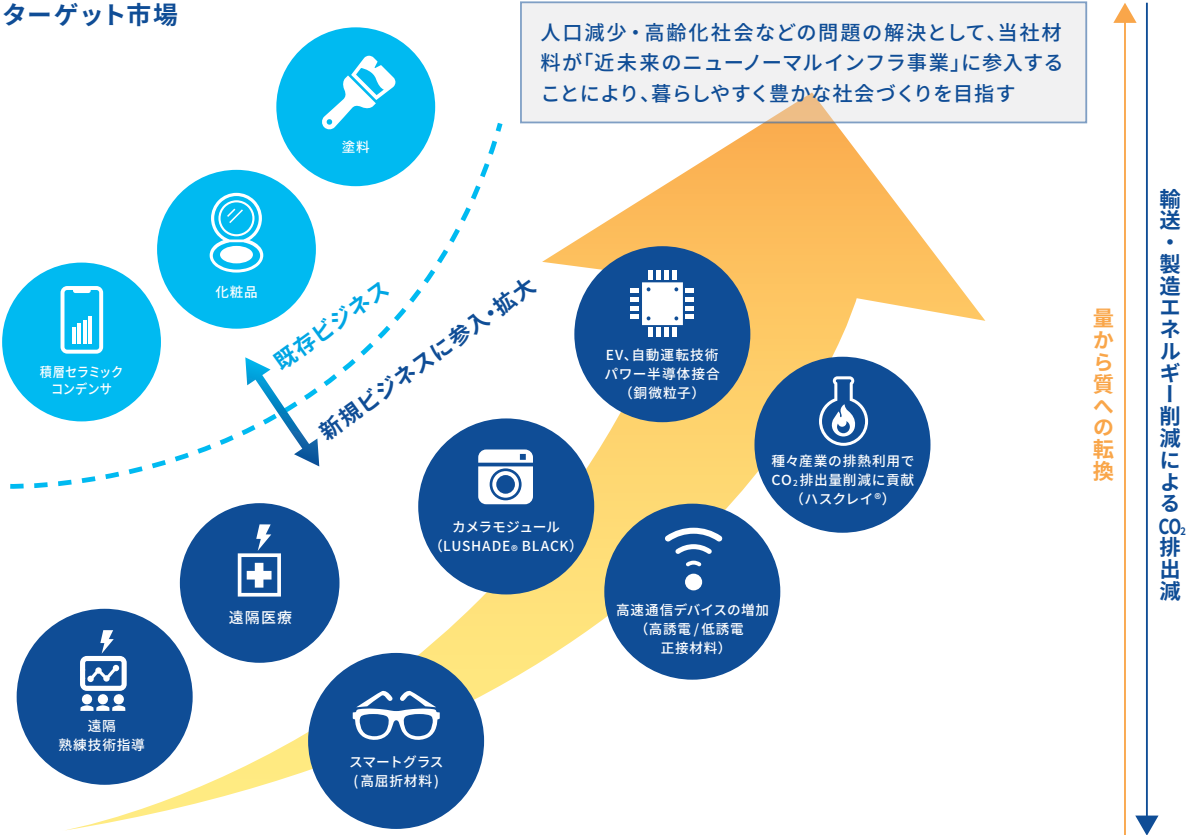 ターゲット市場
人口減少・高齢化社会などの問題の解決として、当社材
料が「近未来のニューノーマルインフラ事業」に参入する
ことにより、暮らしやすく豊かな社会づくりを目指す
塗料
化粧品
積層セラミック
コンデンサ
既存ビジネス
新規ビジネスに参入・拡大
EV、自動運転技術
パワー半導体接合
（銅微粒子）
種々産業の排熱利用で
CO₂排出量削減に貢献
（ハスクレイ®）
カメラモジュール
（LUSHADE® BLACK）
高速通信デバイスの増加
（高誘電/低誘電
正接材料）
遠隔医療
遠隔
熟練技術指導
スマートグラス
(高屈折材料)
量から質への転換
輸送・製造エネルギー削減によるCO₂排出減